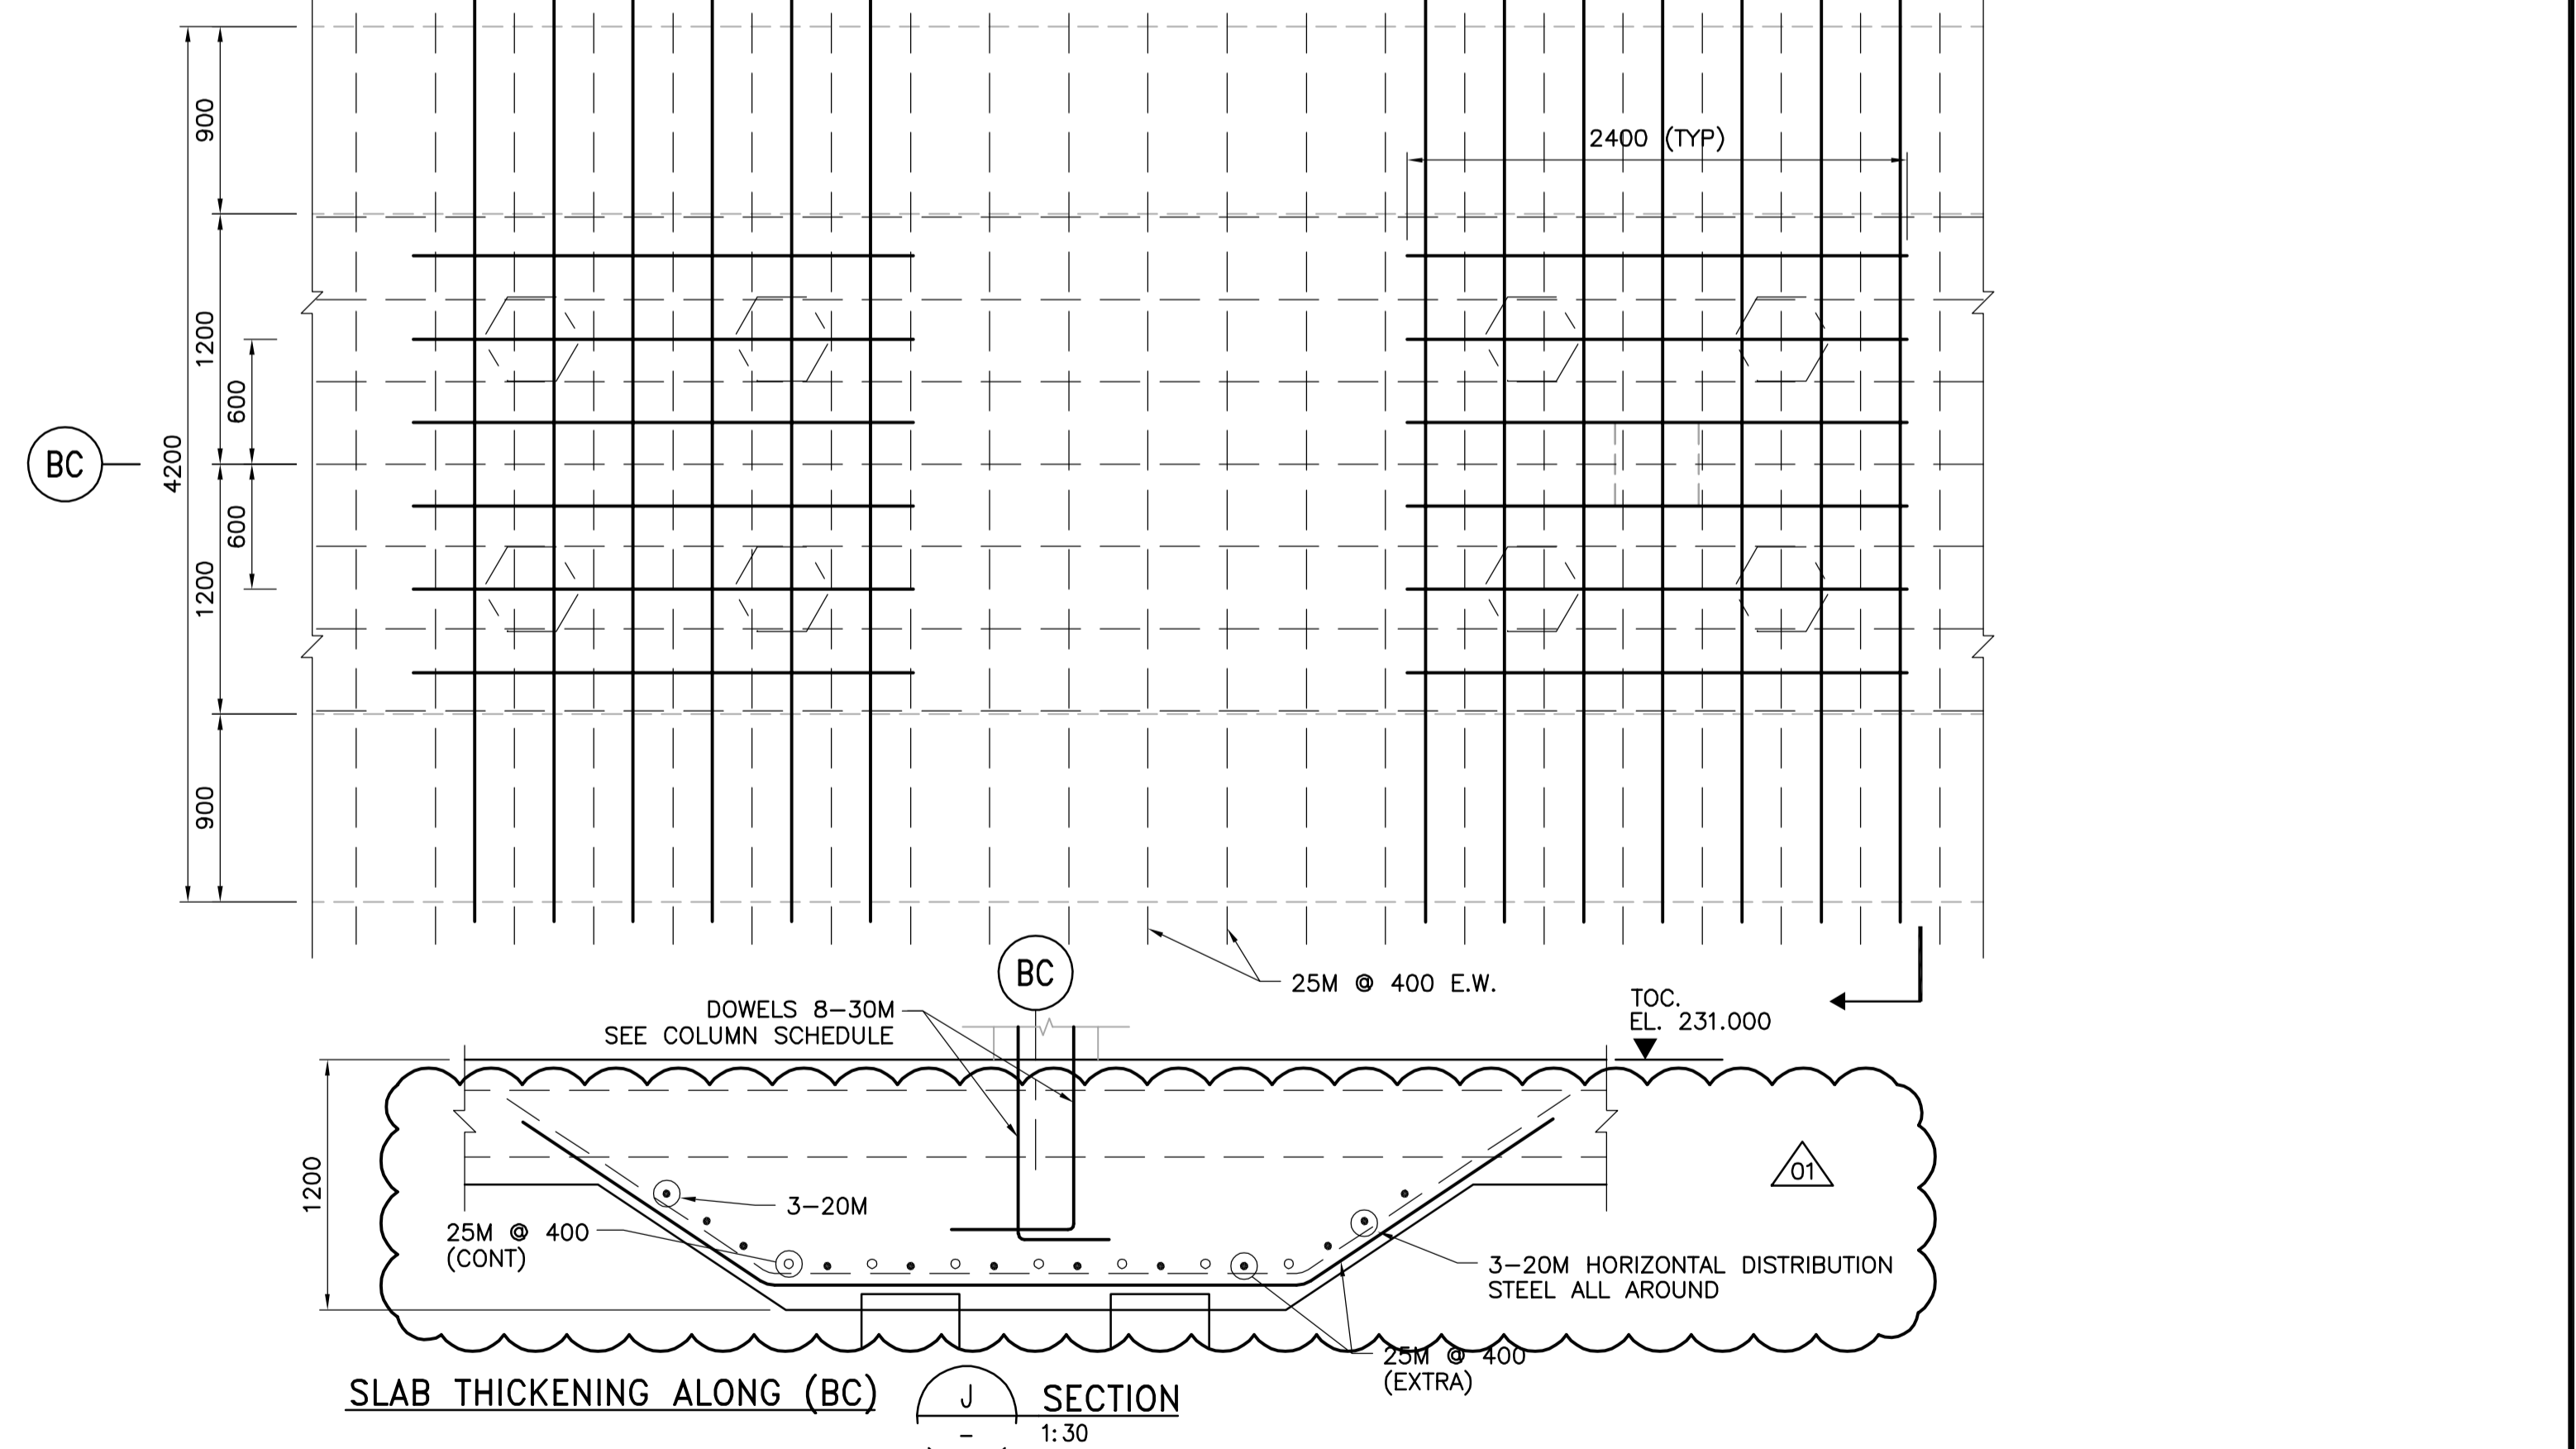 900
2400 (TYP)
1200
600
BC
4200
600
1200
900
BC
25M @ 400 E.W.
DOWELS 8-30M
SEE COLUMN SCHEDULE
TOC.
EL. 231.000
1200
01
3-20M
25M @ 400
(CONT)
3-20M HORIZONTAL DISTRIBUTION
STEEL ALL AROUND
25M @ 400
(EXTRA)
SLAB THICKENING ALONG (BC)
J
SECTION
-
1:30